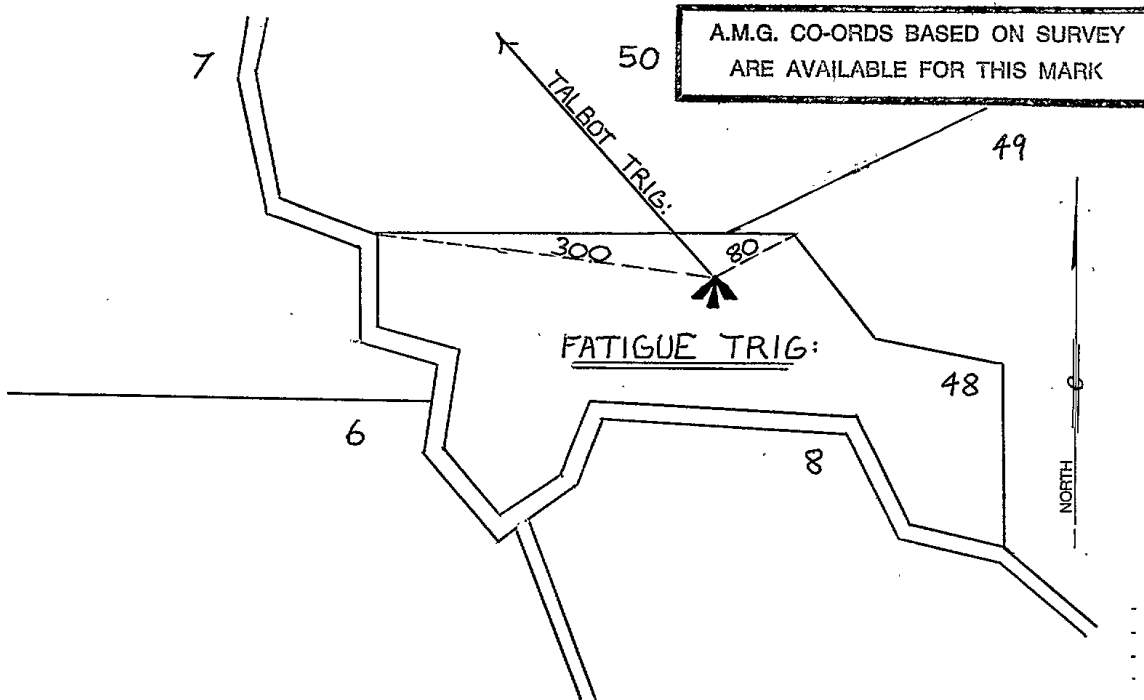 A.M.G. CO-ORDS BASED ON SURVEY
ARE AVAILABLE FOR THIS MARK
7
50
49
TALBOT TRIG:
300
80
FATIGUE TRIG:
48
6
8
NORTH